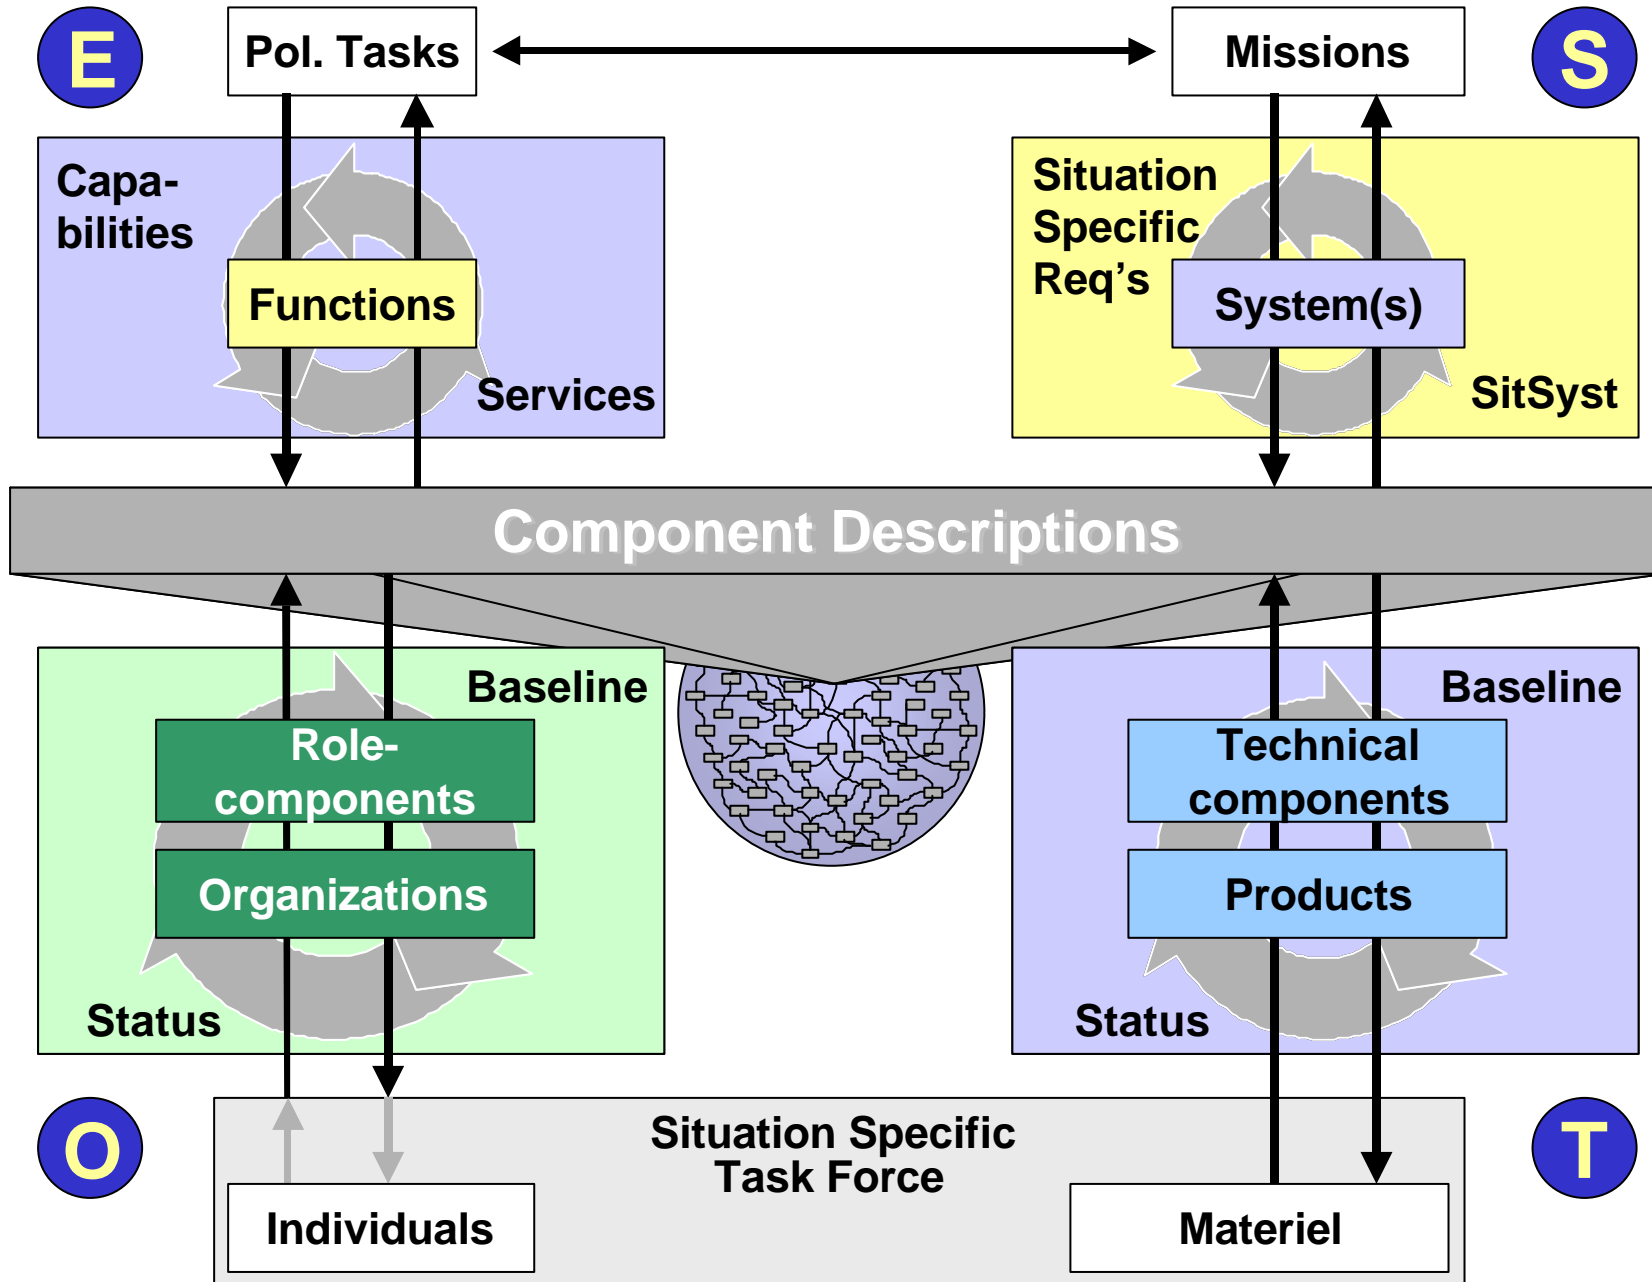 E
Pol. Tasks
Missions
S
Capa-
bilities
Functions
Services
Situation
Specific
Req's
System(s)
SitSyst
Component Descriptions
Baseline
Role-
components
Organizations
Status
Baseline
Technical
components
Products
Status
O
Situation Specific
Task Force
T
Individuals
Materiel